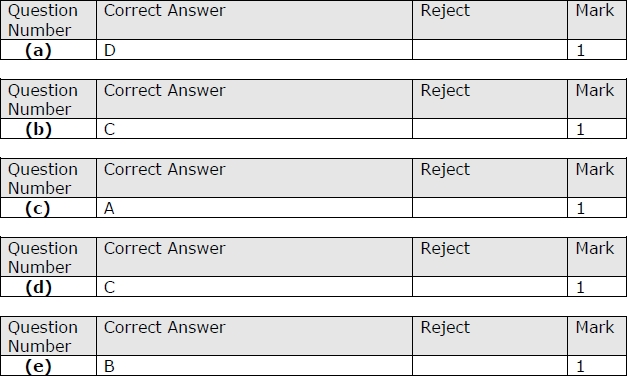 Question Number Correct Answer Reject Mark
(a) D 1
Question Number Correct Answer Reject Mark
(b) C 1
Question Number Correct Answer Reject Mark
(c) A 1
Question Number Correct Answer Reject Mark
(d) C 1
Question Number Correct Answer Reject Mark
(e) B 1